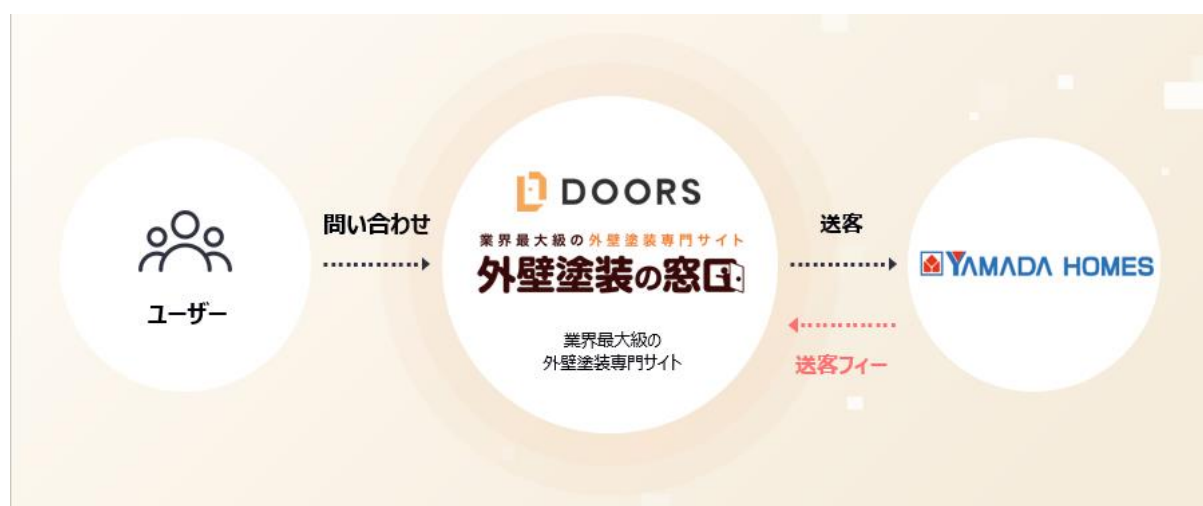 ユーザー
問い合わせ
DOORS
業界最大級の外壁塗装専門サイト
外壁塗装の窓口
業界最大級の
外壁塗装専門サイト
送客
送客フィー
YAMADA HOMES